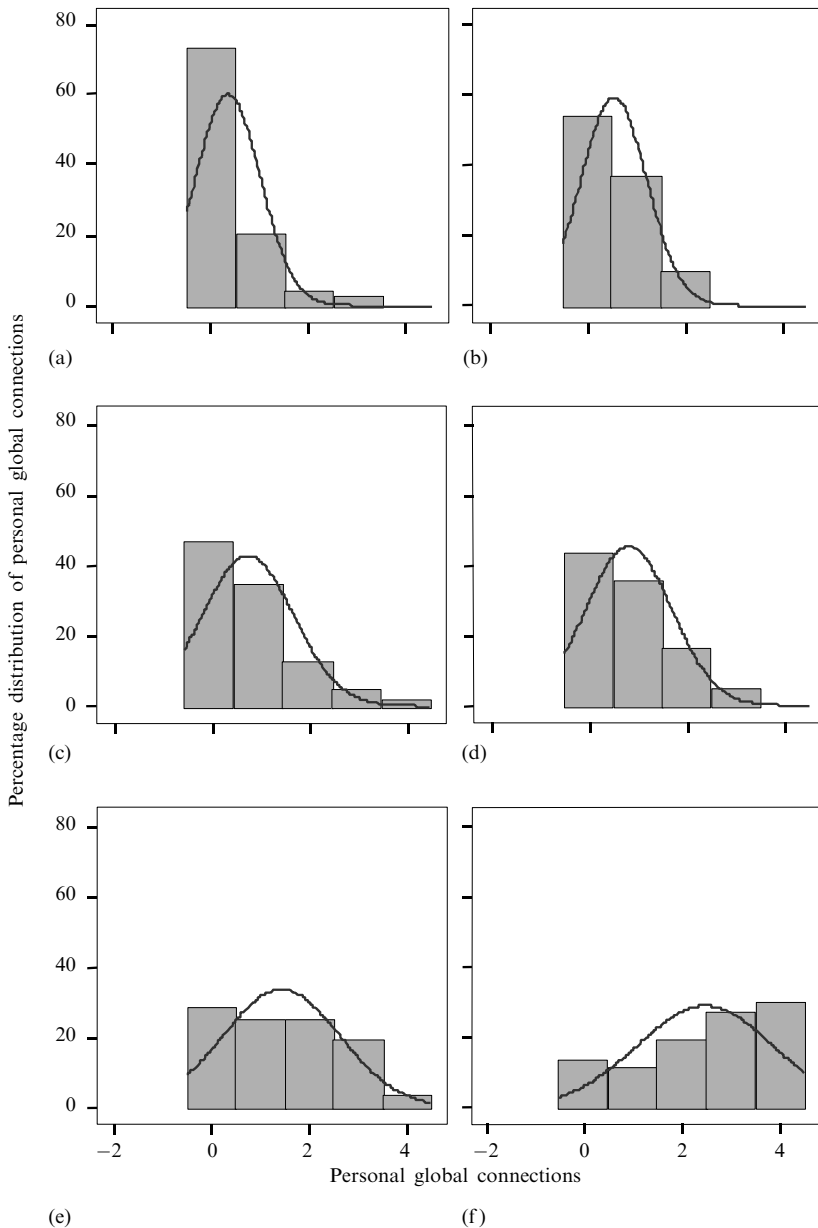 Percentage distribution of personal global connections
80
60
40
20
0
(a)
(b)
80
60
40
20
0
(c)
(d)
80
60
40
20
0
−2 0 2 4
−2 0 2 4
Personal global connections
(e)
(f)